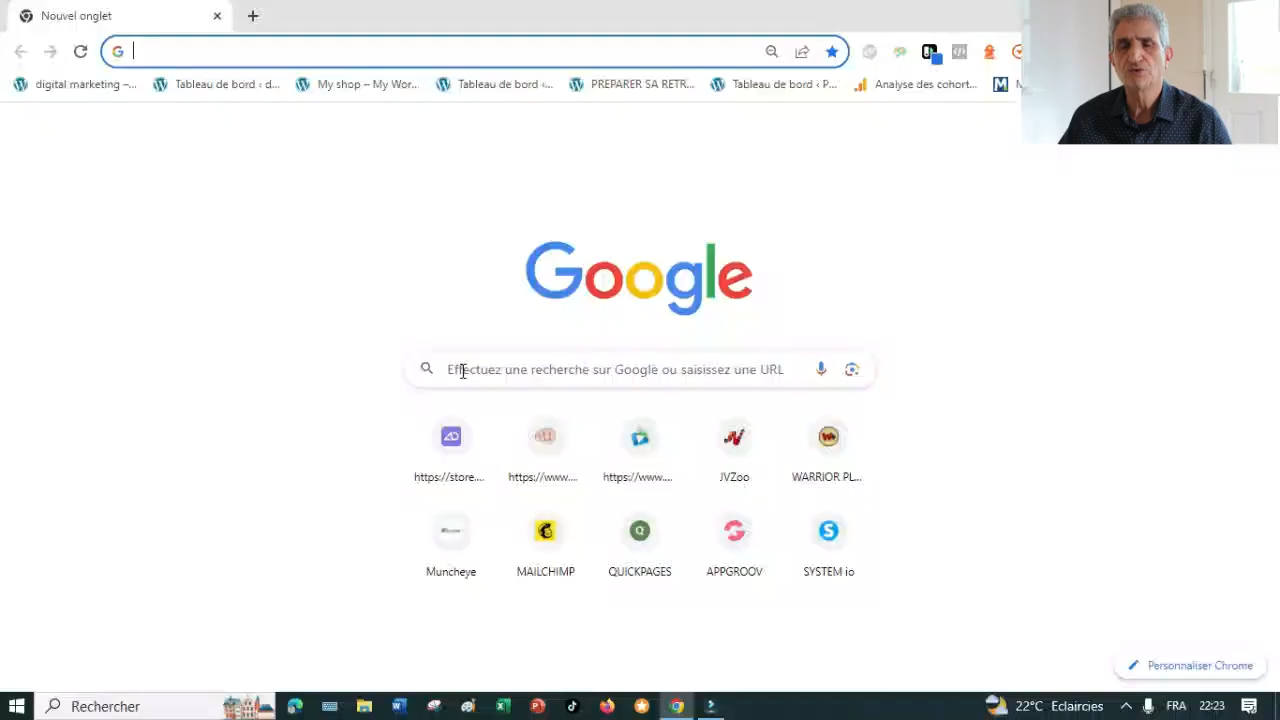 Nouvel onglet
digital marketing –...
Tableau de bord ‹ d...
My shop – My Wor...
Tableau de bord ‹...
PREPARER SA RETR...
Tableau de bord ‹ P...
Analyse des cohort...
Google
Effectuez une recherche sur Google ou saisissez une URL
https://store....
https://www....
https://www....
JVZoo
WARRIOR PL...
Muncheye
MAILCHIMP
QUICKPAGES
APPGROOV
SYSTEM io
Personnaliser Chrome
Rechercher
22°C Eclaircies
FRA
22:23